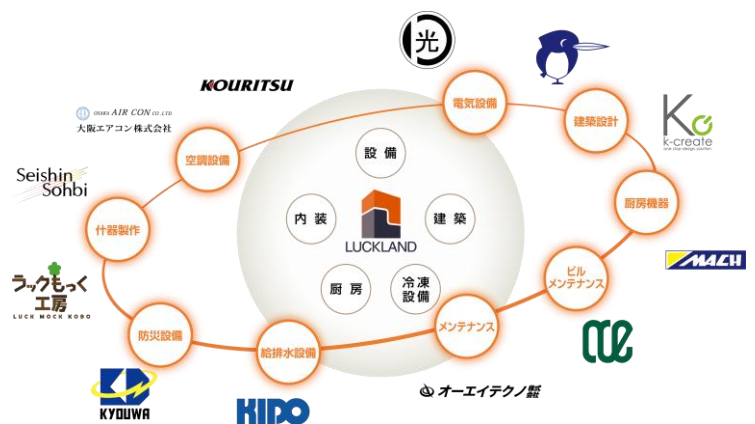 光
KOURITSU
電気設備
OSAKA AIR CON CO.,LTD
大阪エアコン株式会社
建築設計
k-create
one stop design solution
設備
空調設備
Seishin
Sohbi
厨房機器
什器製作
内装
建築
LUCKLAND
MACH
ビル
メンテナンス
ラックもっく
工房
LUCK MOCK KOBO
厨房
冷凍
設備
防災設備
給排水設備
メンテナンス
KYOUWA
KIDO
オーエイテクノ株式会社